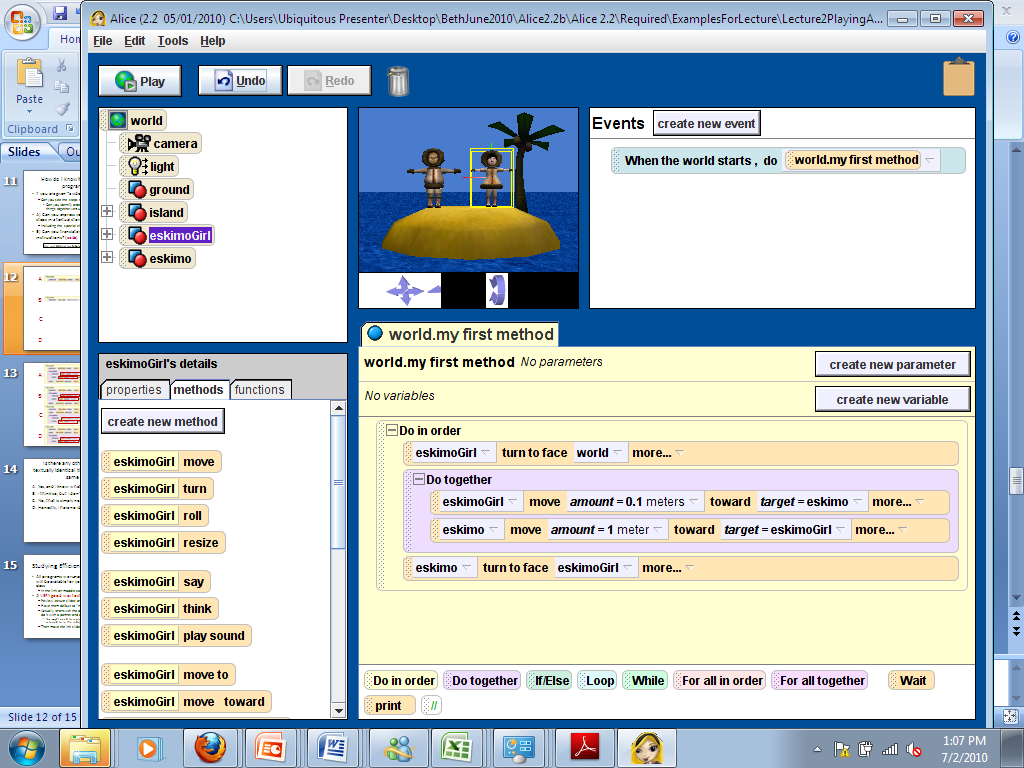 Alice (2.2 05/01/2010) C:\Users\Ubiquitous Presenter\Desktop\BethJune2010\Alice2.2b\Alice 2.2\Required\ExamplesForLecture\Lecture2PlayingA...
File Edit Tools Help
Play Undo Redo
Paste
Clipboard
Slides
11
12
13
14
15
Studying Efficien
Slide 12 of 15
world
camera
light
ground
island
eskimoGirl
eskimo
Events create new event
When the world starts , do world.my first method
eskimoGirl's details
properties methods functions
create new method
eskimoGirl move
eskimoGirl turn
eskimoGirl roll
eskimoGirl resize
eskimoGirl say
eskimoGirl think
eskimoGirl play sound
eskimoGirl move to
eskimoGirl move toward
world.my first method
world.my first method No parameters create new parameter
No variables create new variable
Do in order
eskimoGirl turn to face world more...
Do together
eskimoGirl move amount = 0.1 meters toward target = eskimo more...
eskimo move amount = 1 meter toward target = eskimoGirl more...
eskimo turn to face eskimoGirl more...
Do in order Do together If/Else Loop While For all in order For all together Wait
print //
1:07 PM
7/2/2010